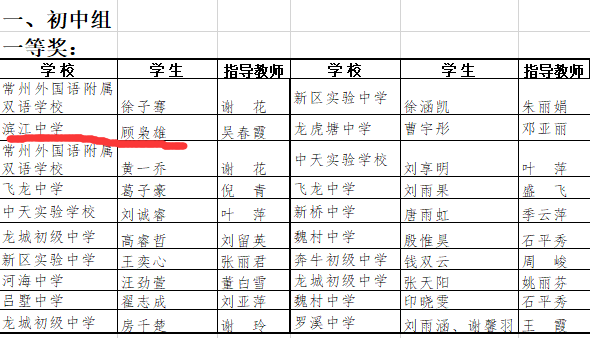 一、初中组
一等奖：
学校 学生 指导教师 学校 学生 指导教师
常州外国语附属双语学校 徐子骞 谢 花 新区实验中学 徐涵凯 朱丽娟
滨江中学 顾枭雄 吴春霞 龙虎塘中学 曹宇彤 邓亚丽
常州外国语附属双语学校 黄一乔 谢 花 中天实验学校 刘享明 叶 萍
飞龙中学 葛子豪 倪 青 飞龙中学 刘雨果 盛 飞
中天实验学校 刘诚睿 叶 萍 新桥中学 唐雨虹 季云萍
龙城初级中学 高睿哲 刘留英 魏村中学 殷惟昊 石平秀
新区实验中学 王奕心 张丽君 奔牛初级中学 钱双云 周 峻
河海中学 汪劲萱 董白雪 龙城初级中学 张天阳 姚丽芬
吕墅中学 翟志成 刘亚萍 魏村中学 印晓雯 石平秀
龙城初级中学 房千楚 谢 玲 罗溪中学 刘雨涵、谢馨羽 王 霞